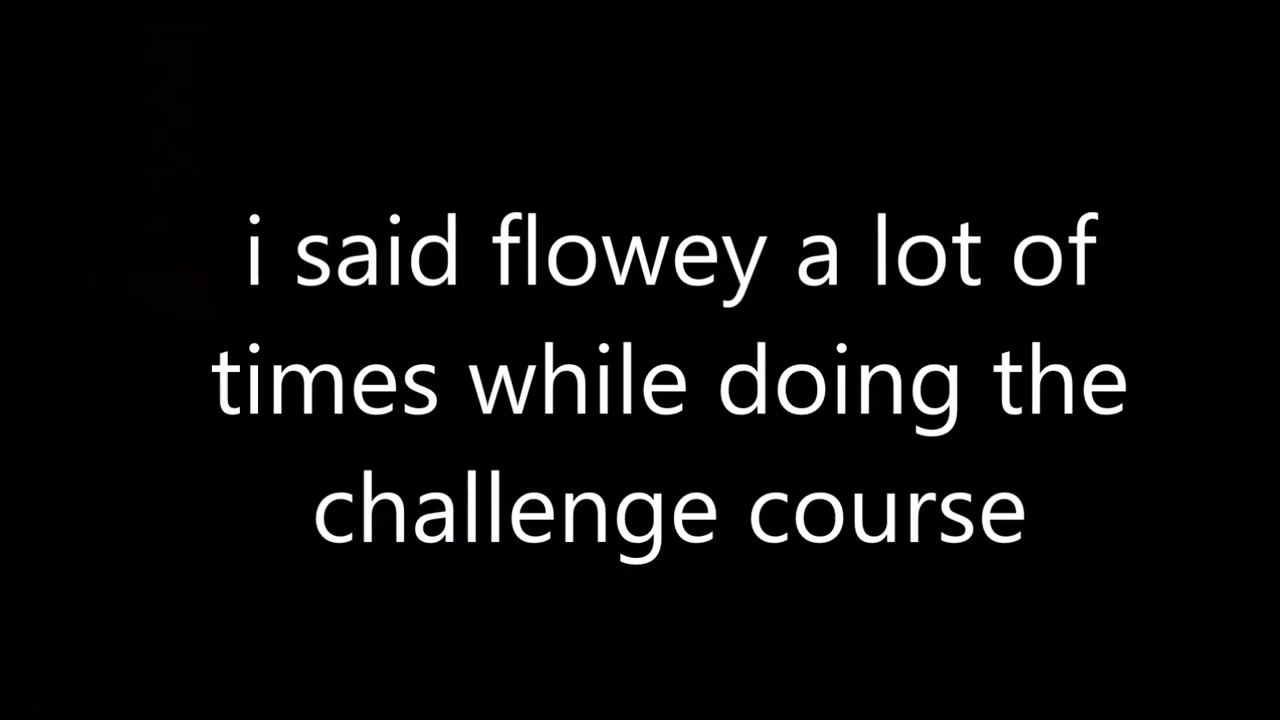 i said flowey a lot of
times while doing the
challenge course